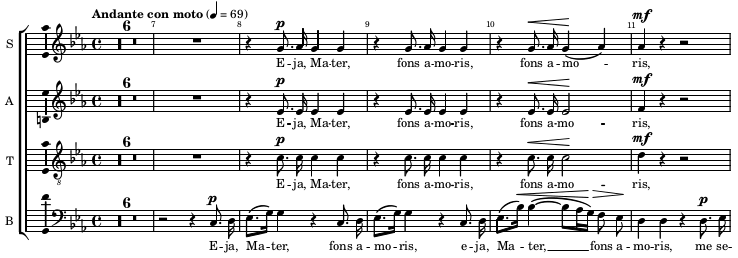 Andante con moto (♩ = 69)
6 7 8 p 9 10 11 mf
S
E - ja, Ma - ter, fons a - mo - ris, fons a - mo - ris,
6 p mf
A
E - ja, Ma - ter, fons a - mo - ris, fons a - mo - ris,
6 p mf
T
8
E - ja, Ma - ter, fons a - mo - ris, fons a - mo - ris,
6 p p
B
E - ja, Ma - ter, fons a - mo - ris, e - ja, Ma - ter, fons a - mo - ris, me se -